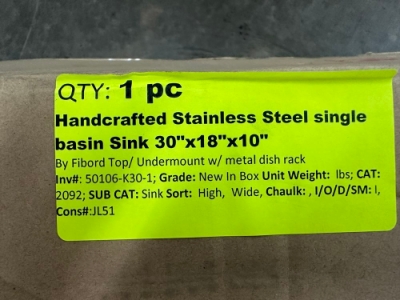 QTY: 1 pc
Handcrafted Stainless Steel single
basin Sink 30"x18"x10"
By Fibord Top/ Undermount w/ metal dish rack
Inv#: 50106-K30-1; Grade: New In Box Unit Weight:  lbs; CAT:
2092; SUB CAT: Sink Sort:  High,  Wide, Chaulk: , I/O/D/SM: I,
Cons#:JL51